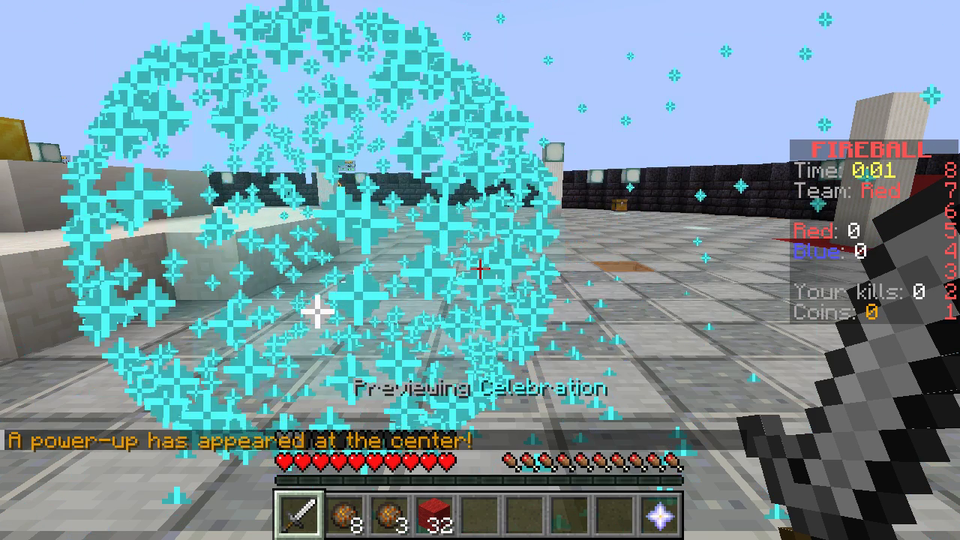 FIREBALL
Time: 0:01 8
Team: Red 7
6
Red: 0 5
Blue: 0 4
3
Your kills: 0 2
Coins: 0 1
Previewing Celebration
A power-up has appeared at the center!
8 3 32